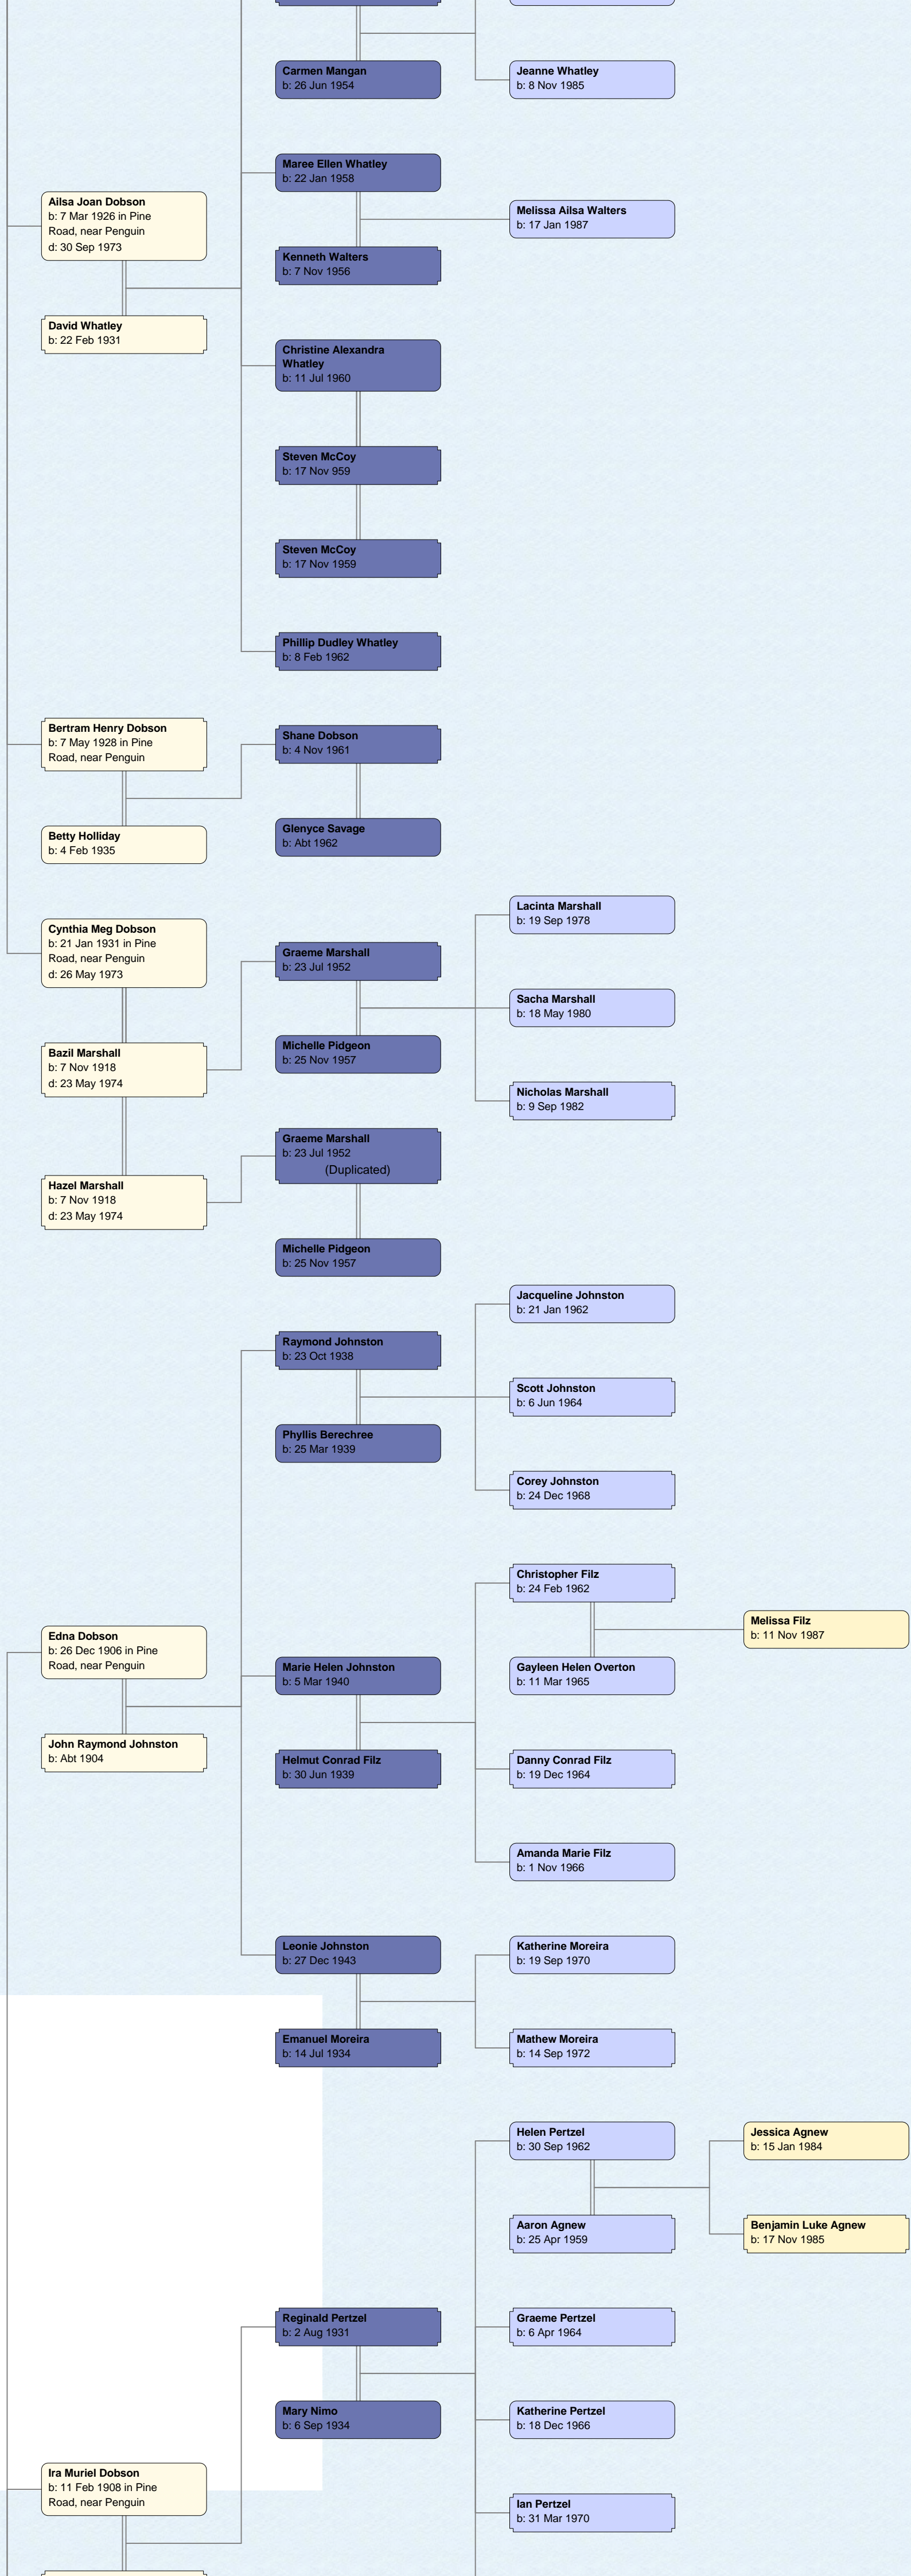 Carmen Mangan
b: 26 Jun 1954
Jeanne Whatley
b: 8 Nov 1985
Maree Ellen Whatley
b: 22 Jan 1958
Ailsa Joan Dobson
b: 7 Mar 1926 in Pine
Road, near Penguin
d: 30 Sep 1973
Melissa Ailsa Walters
b: 17 Jan 1987
Kenneth Walters
b: 7 Nov 1956
David Whatley
b: 22 Feb 1931
Christine Alexandra
Whatley
b: 11 Jul 1960
Steven McCoy
b: 17 Nov 959
Steven McCoy
b: 17 Nov 1959
Phillip Dudley Whatley
b: 8 Feb 1962
Bertram Henry Dobson
b: 7 May 1928 in Pine
Road, near Penguin
Shane Dobson
b: 4 Nov 1961
Betty Holliday
b: 4 Feb 1935
Glenyce Savage
b: Abt 1962
Lacinta Marshall
b: 19 Sep 1978
Cynthia Meg Dobson
b: 21 Jan 1931 in Pine
Road, near Penguin
d: 26 May 1973
Graeme Marshall
b: 23 Jul 1952
Sacha Marshall
b: 18 May 1980
Bazil Marshall
b: 7 Nov 1918
d: 23 May 1974
Michelle Pidgeon
b: 25 Nov 1957
Nicholas Marshall
b: 9 Sep 1982
Graeme Marshall
b: 23 Jul 1952
(Duplicated)
Hazel Marshall
b: 7 Nov 1918
d: 23 May 1974
Michelle Pidgeon
b: 25 Nov 1957
Jacqueline Johnston
b: 21 Jan 1962
Raymond Johnston
b: 23 Oct 1938
Scott Johnston
b: 6 Jun 1964
Phyllis Berechree
b: 25 Mar 1939
Corey Johnston
b: 24 Dec 1968
Christopher Filz
b: 24 Feb 1962
Melissa Filz
b: 11 Nov 1987
Edna Dobson
b: 26 Dec 1906 in Pine
Road, near Penguin
Marie Helen Johnston
b: 5 Mar 1940
Gayleen Helen Overton
b: 11 Mar 1965
John Raymond Johnston
b: Abt 1904
Helmut Conrad Filz
b: 30 Jun 1939
Danny Conrad Filz
b: 19 Dec 1964
Amanda Marie Filz
b: 1 Nov 1966
Leonie Johnston
b: 27 Dec 1943
Katherine Moreira
b: 19 Sep 1970
Emanuel Moreira
b: 14 Jul 1934
Mathew Moreira
b: 14 Sep 1972
Helen Pertzel
b: 30 Sep 1962
Jessica Agnew
b: 15 Jan 1984
Aaron Agnew
b: 25 Apr 1959
Benjamin Luke Agnew
b: 17 Nov 1985
Reginald Pertzel
b: 2 Aug 1931
Graeme Pertzel
b: 6 Apr 1964
Mary Nimo
b: 6 Sep 1934
Katherine Pertzel
b: 18 Dec 1966
Ira Muriel Dobson
b: 11 Feb 1908 in Pine
Road, near Penguin
Ian Pertzel
b: 31 Mar 1970